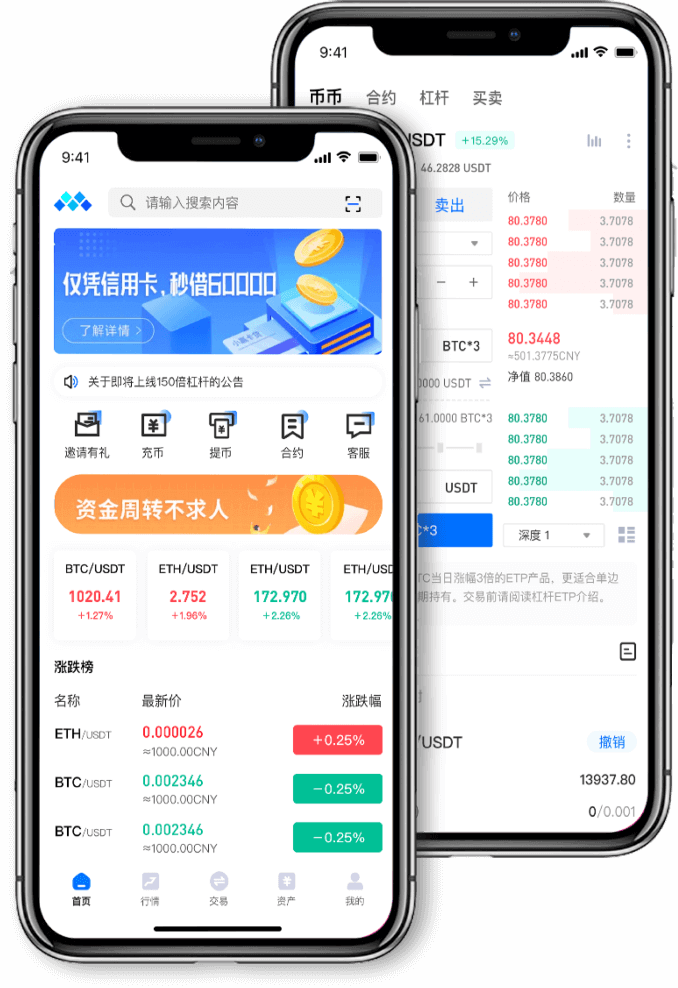 9:41
请输入搜索内容
仅凭信用卡，秒借60000
了解详情 >
关于即将上线150倍杠杆的公告
邀请有礼 充币 提币 合约 客服
资金周转不求人
BTC/USDT ETH/USDT ETH/USDT ETH/USD
1020.41 2.752 172.970 172.970
+1.27% +1.96% +2.26% +2.26%
涨跌榜
名称 最新价 涨跌幅
ETH/USDT 0.000026 +0.25%
≈1000.00CNY
BTC/USDT 0.002346 -0.25%
≈1000.00CNY
BTC/USDT 0.002346 -0.25%
≈1000.00CNY
首页 行情 交易 资产 我的
9:41
币币 合约 杠杆 买卖
USDT +15.29%
46.2828 USDT
卖出 价格 数量
80.3780 3.7078
80.3780 3.7078
80.3780 3.7078
80.3780 3.7078
80.3780 3.7078
− +
BTC*3
80.3448
≈501.3775CNY
净值 80.3860
0000 USDT
61.0000 BTC*3
80.3780 3.7078
80.3780 3.7078
80.3780 3.7078
80.3780 3.7078
80.3780 3.7078
USDT
C*3
深度 1
TC当日涨幅3倍的ETP产品，更适合单边
期持有。交易前请阅读杠杆ETP介绍。
/USDT 撤销
13937.80
0/0.001